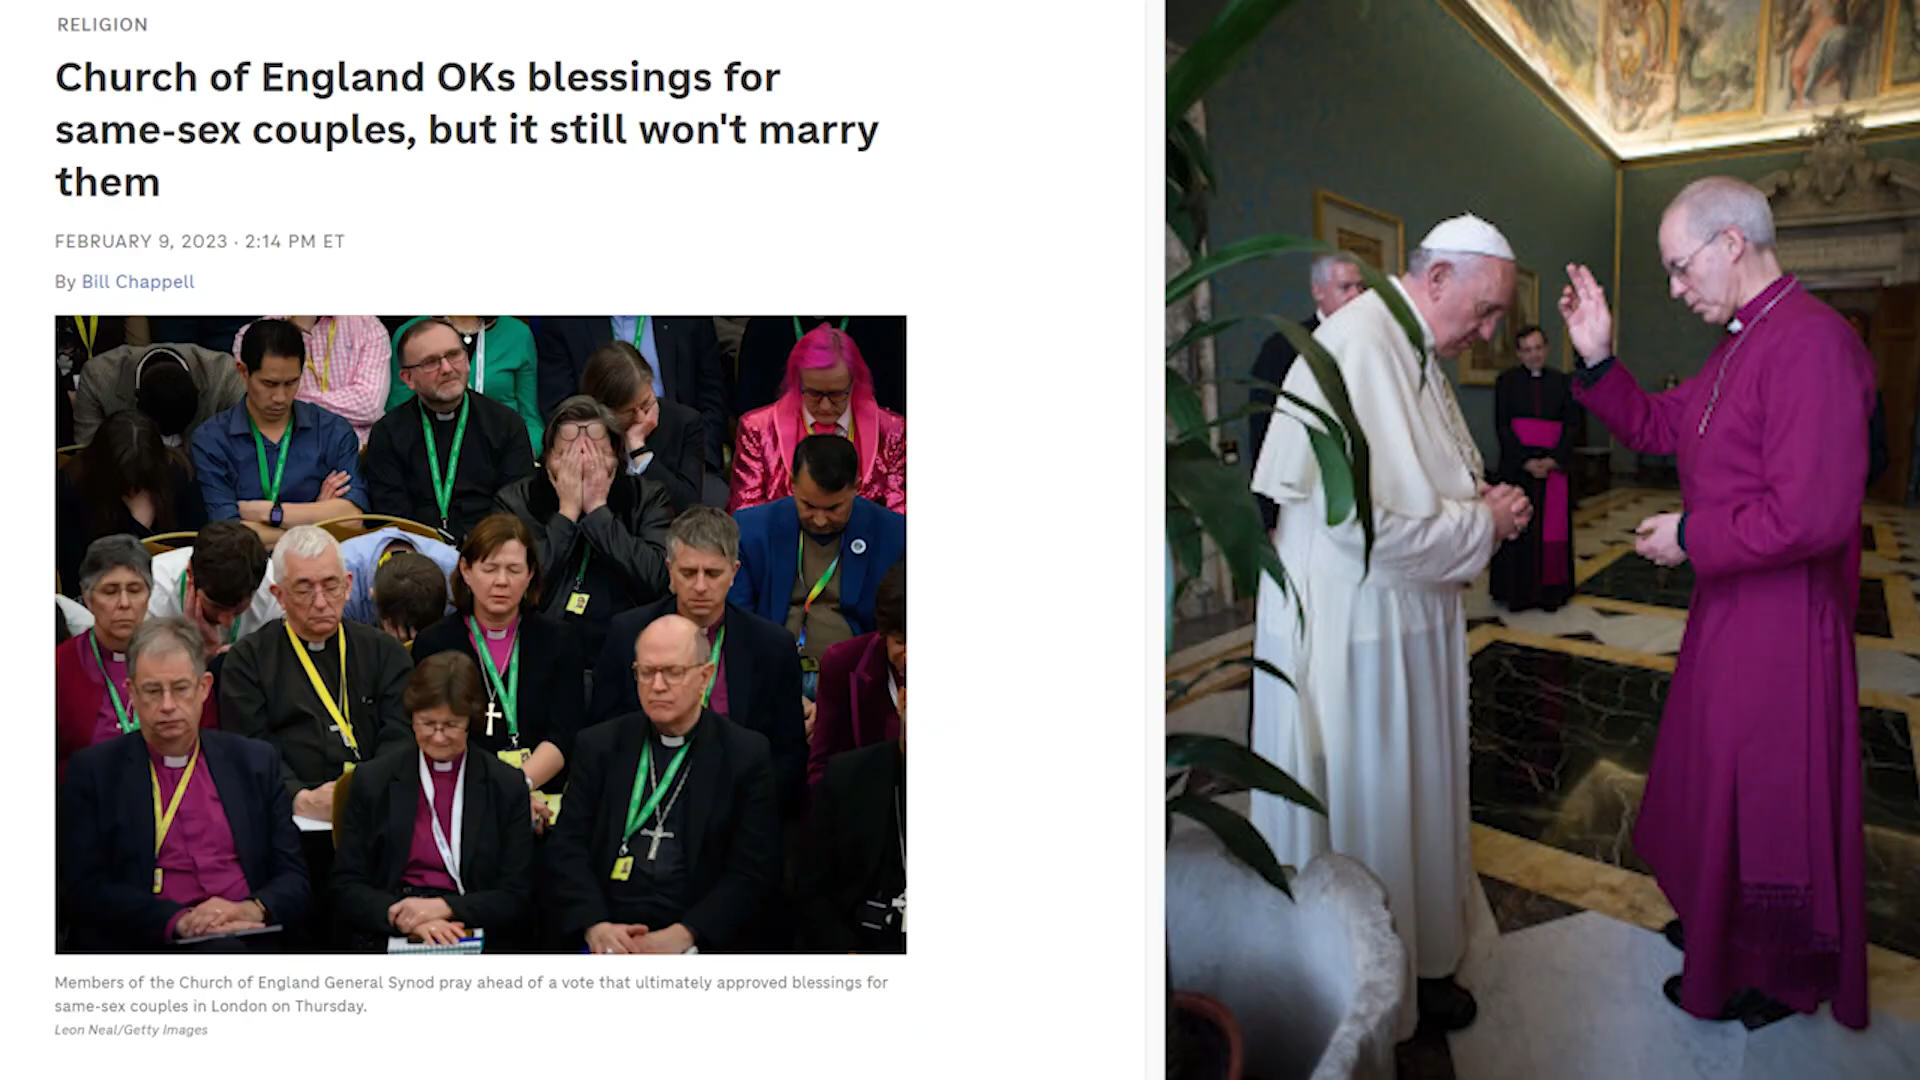 RELIGION
Church of England OKs blessings for
same-sex couples, but it still won't marry
them
FEBRUARY 9, 2023 · 2:14 PM ET
By Bill Chappell
Members of the Church of England General Synod pray ahead of a vote that ultimately approved blessings for
same-sex couples in London on Thursday.
Leon Neal/Getty Images